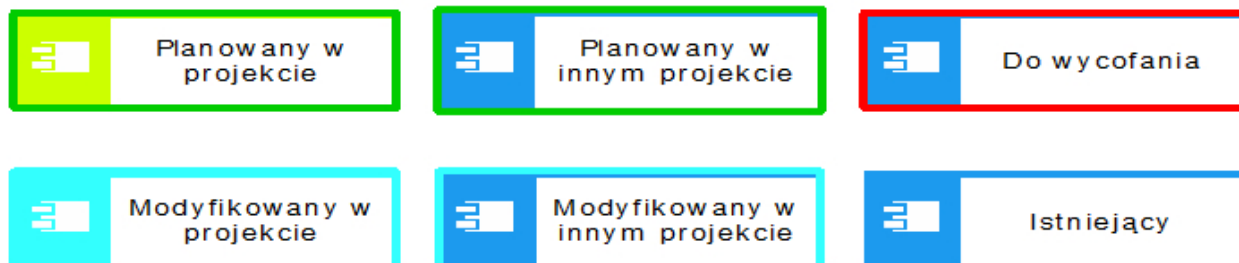 Planowany w
projekcie
Planowany w
innym projekcie
Do wycofania
Modyfikowany w
projekcie
Modyfikowany w
innym projekcie
Istniejący